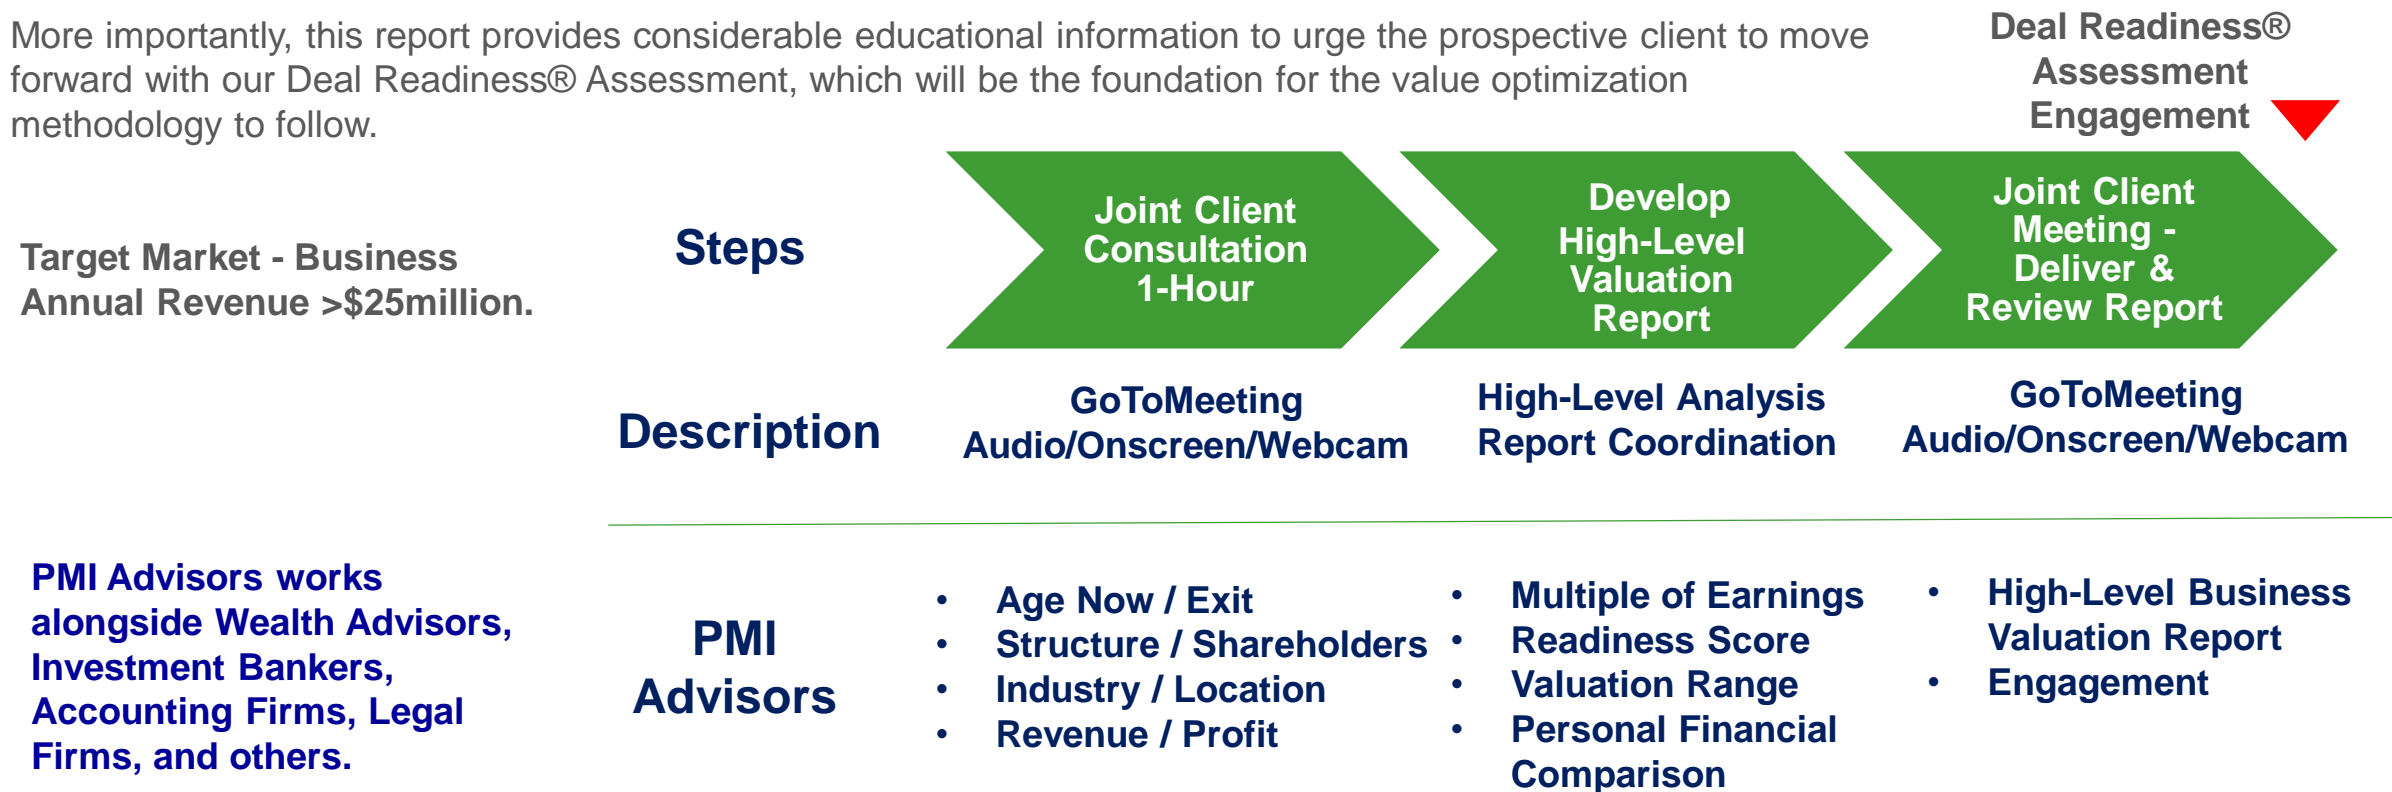 More importantly, this report provides considerable educational information to urge the prospective client to move
forward with our Deal Readiness® Assessment, which will be the foundation for the value optimization
methodology to follow.
Deal Readiness®
Assessment
Engagement
Target Market - Business
Annual Revenue >$25million.
Steps
Joint Client
Consultation
1-Hour
Develop
High-Level
Valuation
Report
Joint Client
Meeting -
Deliver &
Review Report
Description
GoToMeeting
Audio/Onscreen/Webcam
High-Level Analysis
Report Coordination
GoToMeeting
Audio/Onscreen/Webcam
PMI Advisors works
alongside Wealth Advisors,
Investment Bankers,
Accounting Firms, Legal
Firms, and others.
PMI
Advisors
• Age Now / Exit
• Structure / Shareholders
• Industry / Location
• Revenue / Profit
• Multiple of Earnings
• Readiness Score
• Valuation Range
• Personal Financial
Comparison
• High-Level Business
Valuation Report
• Engagement